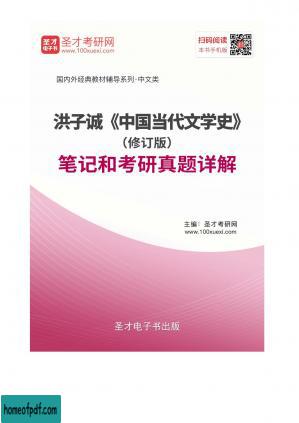 圣才考研网
www.100xuexi.com
扫码阅读
本书手机版
国内外经典教材辅导系列·中文类
洪子诚《中国当代文学史》
（修订版）
笔记和考研真题详解
主编：圣才考研网
www.100xuexi.com
圣才电子书出版
homeofpdf.com